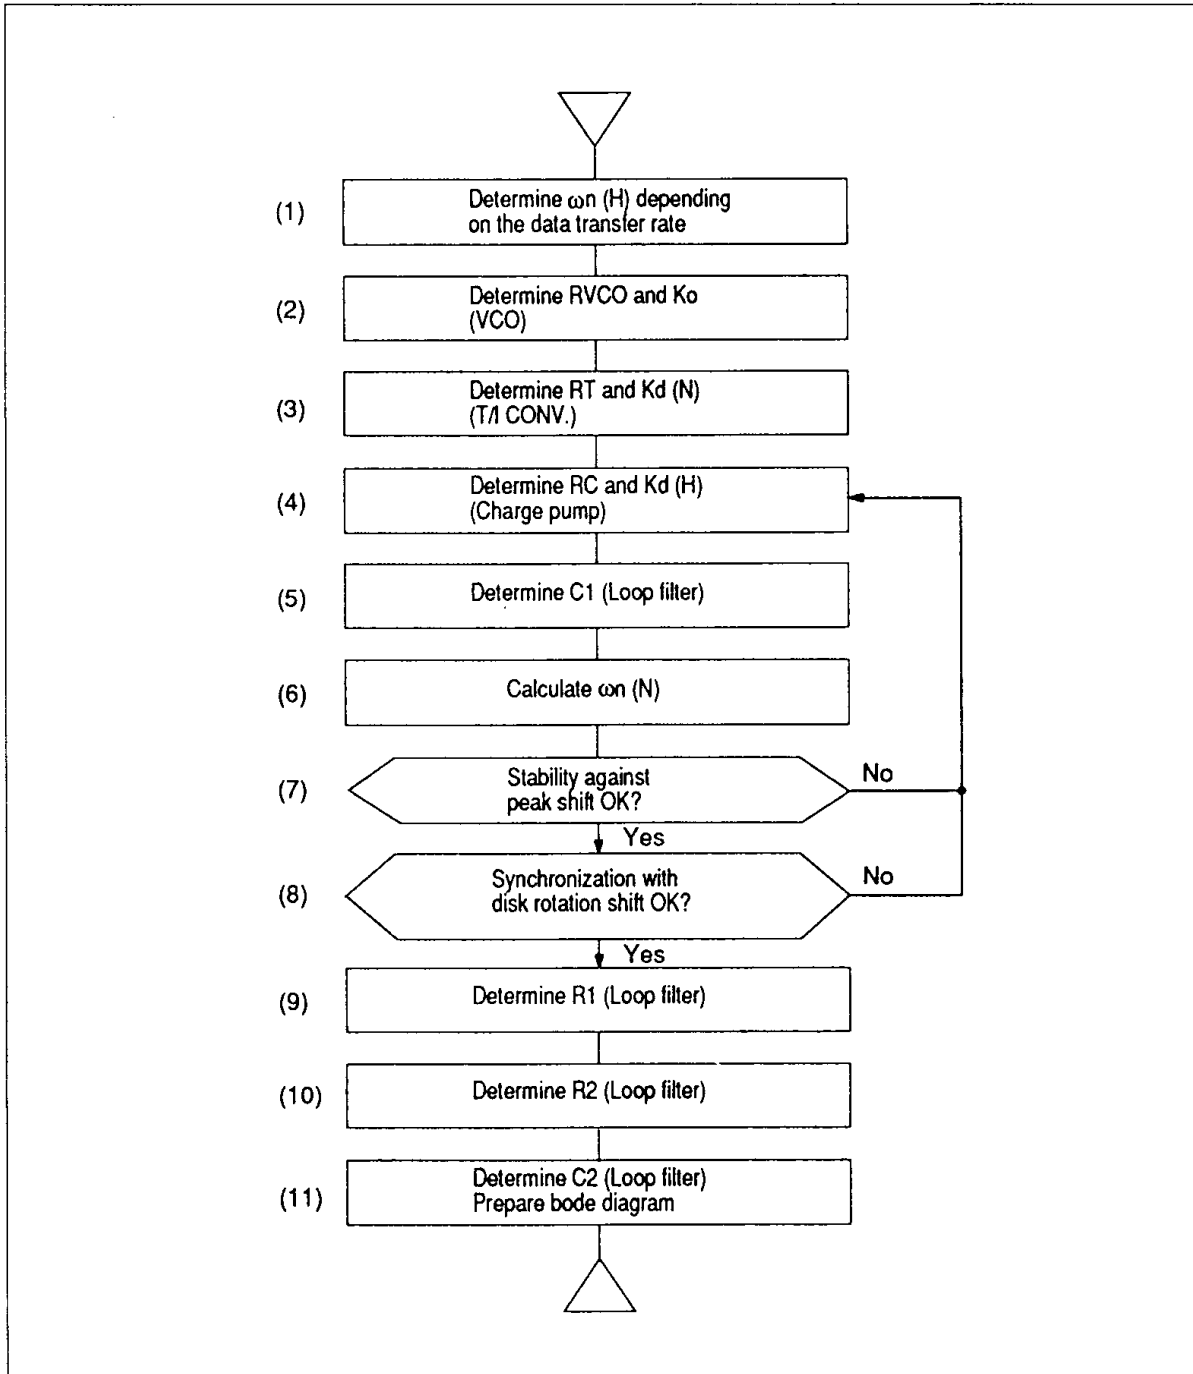 (1)
Determine ωn (H) depending
on the data transfer rate
(2)
Determine RVCO and Ko
(VCO)
(3)
Determine RT and Kd (N)
(T/I CONV.)
(4)
Determine RC and Kd (H)
(Charge pump)
(5)
Determine C1 (Loop filter)
(6)
Calculate ωn (N)
(7)
Stability against
peak shift OK?
No
Yes
(8)
Synchronization with
disk rotation shift OK?
No
Yes
(9)
Determine R1 (Loop filter)
(10)
Determine R2 (Loop filter)
(11)
Determine C2 (Loop filter)
Prepare bode diagram